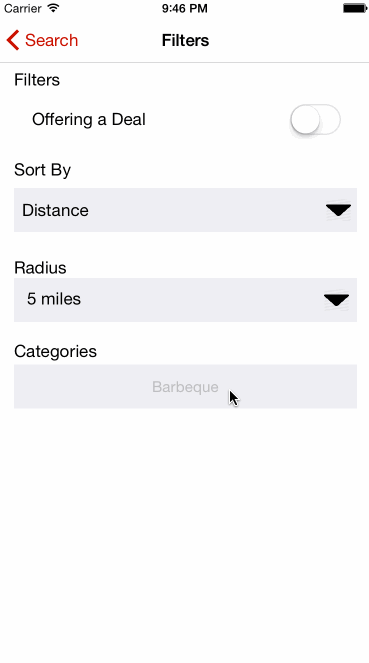 Carrier 9:46 PM
Search Filters
Filters
Offering a Deal
Sort By
Distance
Radius
5 miles
Categories
Barbeque